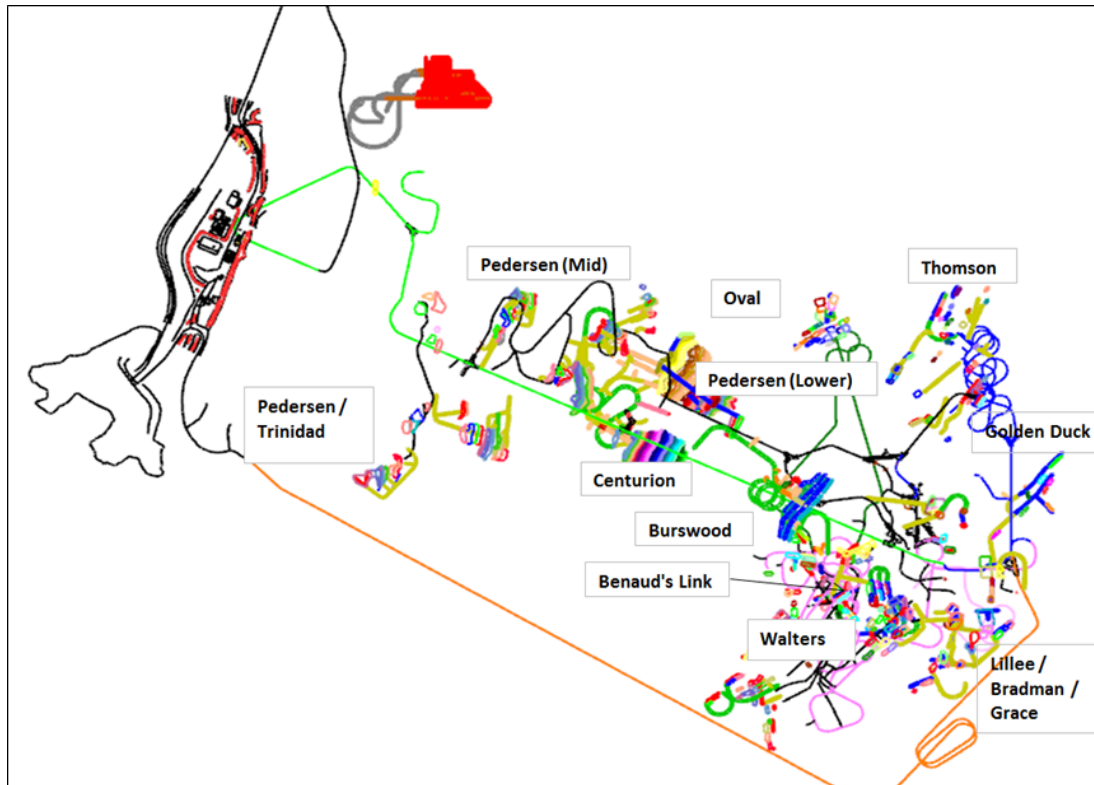 Pedersen (Mid)
Thomson
Oval
Pedersen (Lower)
Pedersen /
Trinidad
Golden Duck
Centurion
Burswood
Benaud's Link
Walters
Lillee /
Bradman /
Grace